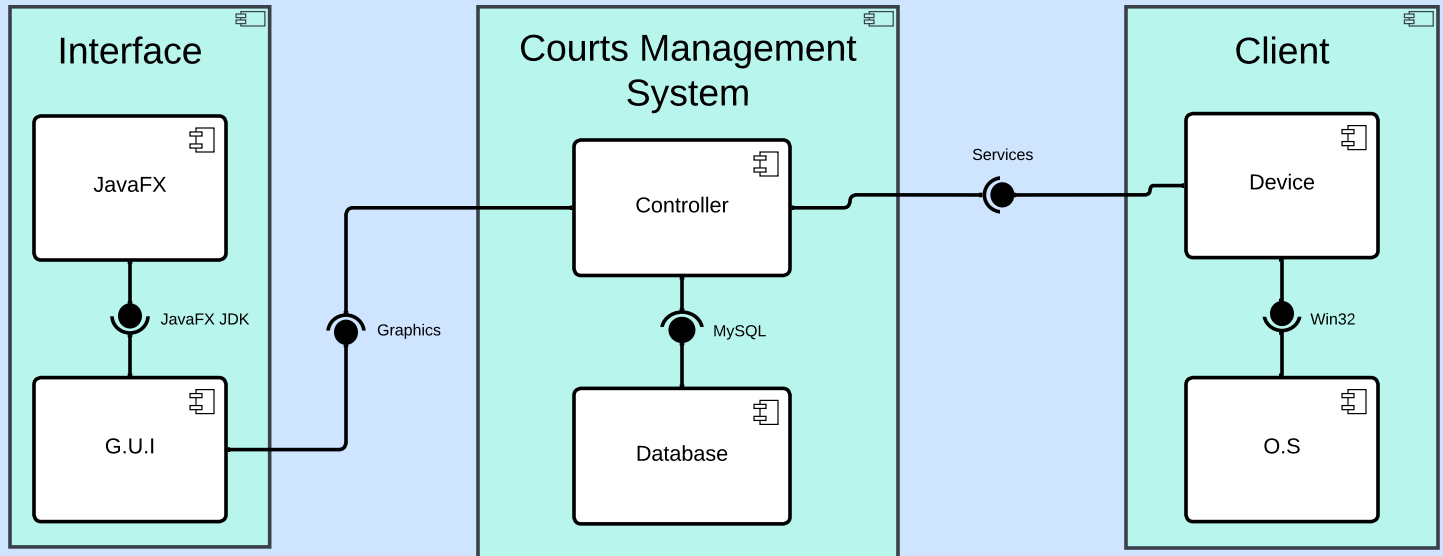 Interface
JavaFX
JavaFX JDK
G.U.I
Graphics
Courts Management
System
Controller
MySQL
Database
Services
Client
Device
Win32
O.S